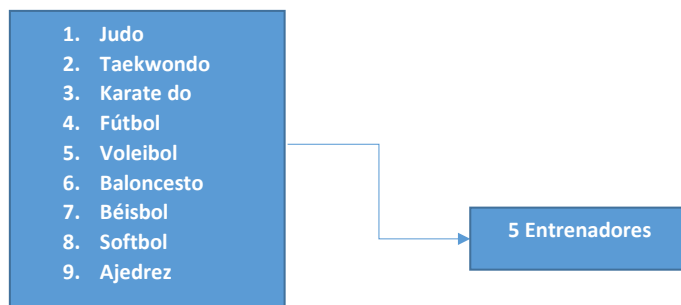 1. Judo
2. Taekwondo
3. Karate do
4. Fútbol
5. Voleibol
6. Baloncesto
7. Béisbol
8. Softbol
9. Ajedrez
5 Entrenadores